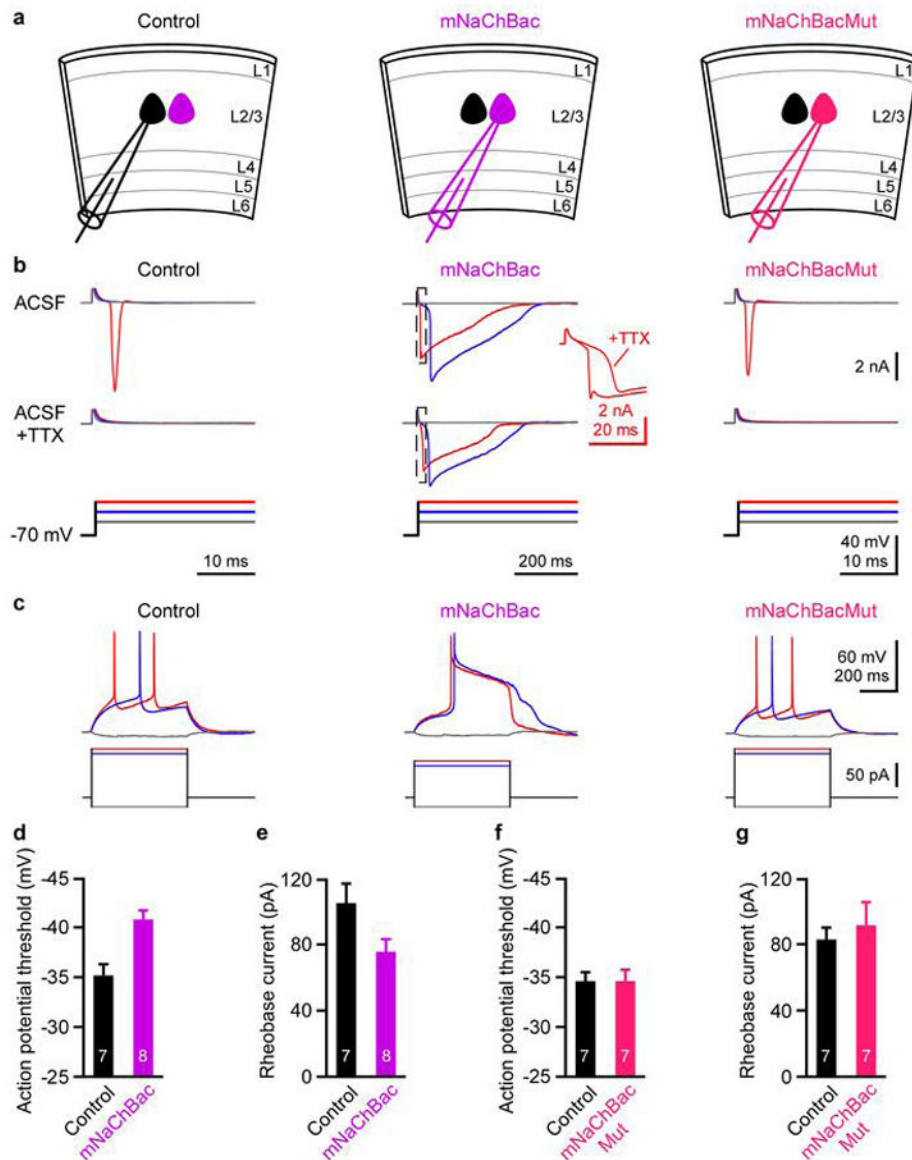 a
Control
mNaChBac
mNaChBacMut
L1
L2/3
L4
L5
L6
L1
L2/3
L4
L5
L6
L1
L2/3
L4
L5
L6
b
Control
mNaChBac
mNaChBacMut
ACSF
+TTX
2 nA
20 ms
2 nA
ACSF
+TTX
-70 mV
10 ms
200 ms
40 mV
10 ms
c
Control
mNaChBac
mNaChBacMut
60 mV
200 ms
50 pA
d
Action potential threshold (mV)
-45
-40
-35
-30
-25
7
8
Control
mNaChBac
e
Rheobase current (pA)
120
80
40
0
7
8
Control
mNaChBac
f
Action potential threshold (mV)
-45
-40
-35
-30
-25
7
7
Control
mNaChBac
Mut
g
Rheobase current (pA)
120
80
40
0
7
7
Control
mNaChBac
Mut